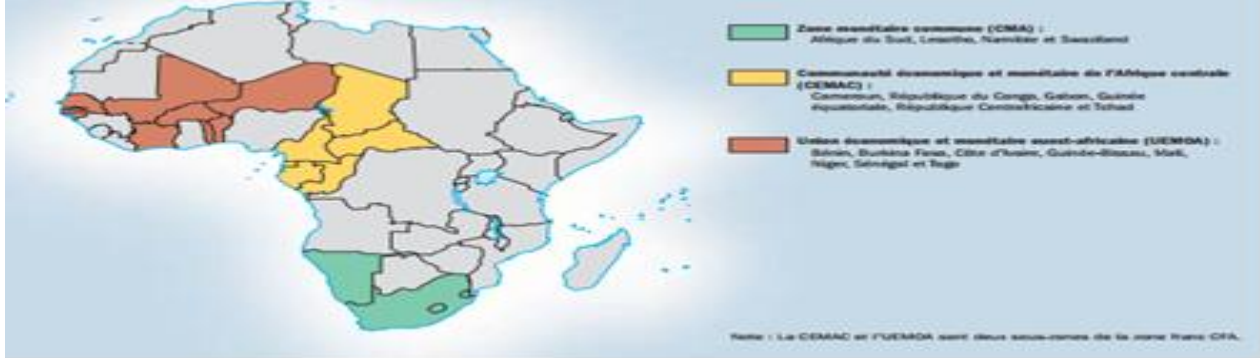 Zone monétaire commune (CMA) :
Afrique du Sud, Lesotho, Namibie et Swaziland
Communauté économique et monétaire de l'Afrique centrale
(CEMAC) :
Cameroun, République du Congo, Gabon, Guinée
équatoriale, République Centrafricaine et Tchad
Union économique et monétaire ouest-africaine (UEMOA) :
Bénin, Burkina Faso, Côte d'Ivoire, Guinée-Bissau, Mali,
Niger, Sénégal et Togo
Note : La CEMAC et l'UEMOA sont deux sous-zones de la zone franc CFA.